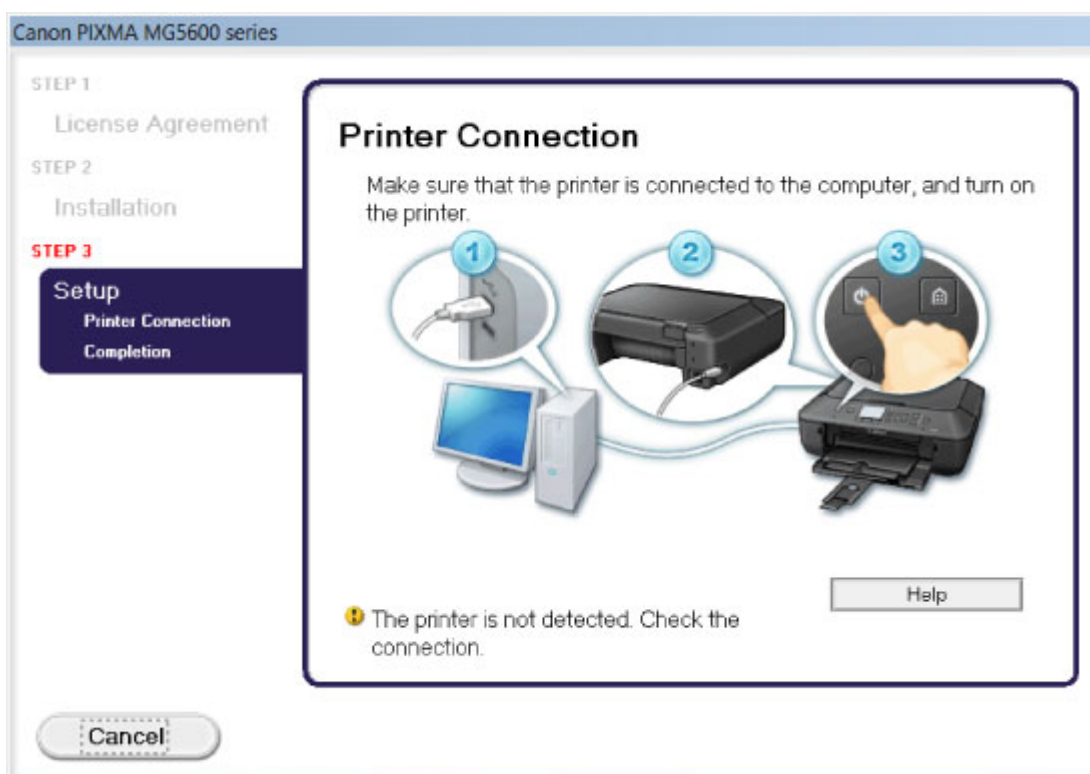 Canon PIXMA MG5600 series
STEP 1
License Agreement
STEP 2
Installation
STEP 3
Setup
Printer Connection
Completion
Printer Connection
Make sure that the printer is connected to the computer, and turn on
the printer.
1
2
3
The printer is not detected. Check the
connection.
Help
Cancel